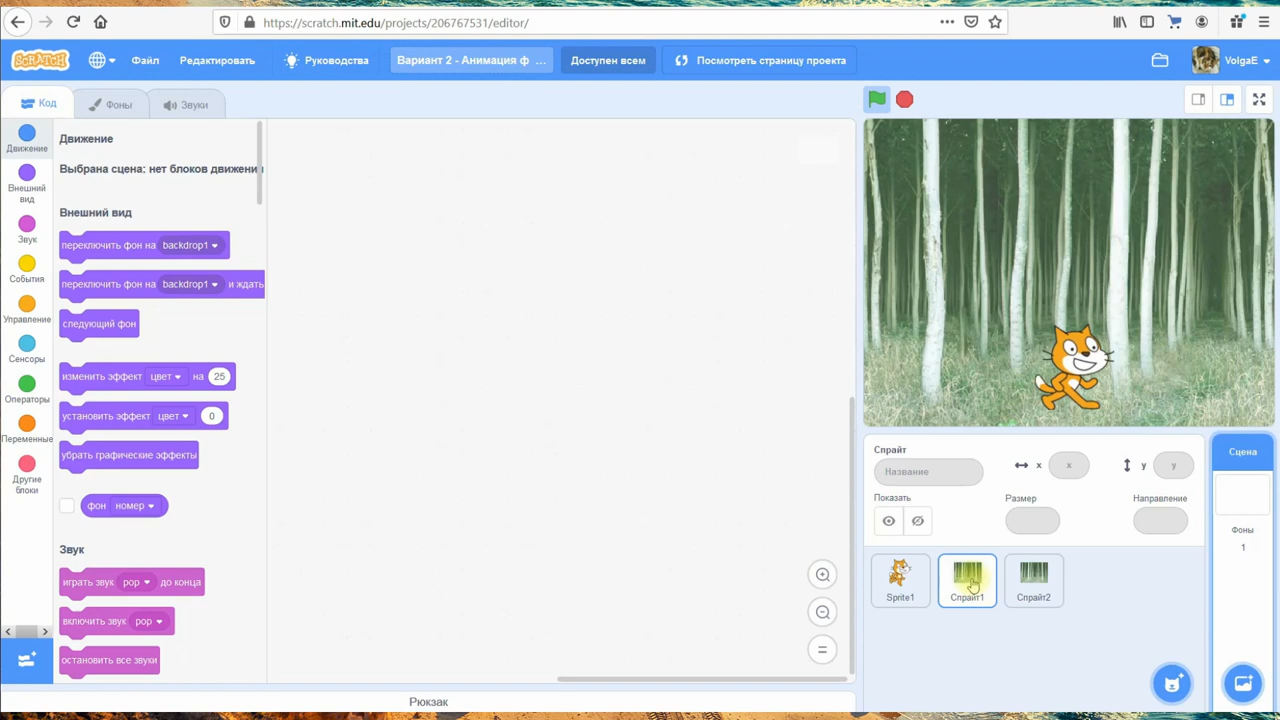 https://scratch.mit.edu/projects/206767531/editor/
SCRATCH
Файл
Редактировать
Руководства
Вариант 2 - Анимация ф ...
Доступен всем
Посмотреть страницу проекта
VolgaE
Код
Фоны
Звуки
Движение
Внешний вид
Звук
События
Управление
Сенсоры
Операторы
Переменные
Другие блоки
Движение
Выбрана сцена: нет блоков движени
Внешний вид
переключить фон на backdrop1
переключить фон на backdrop1 и ждать
следующий фон
изменить эффект цвет на 25
установить эффект цвет 0
убрать графические эффекты
фон номер
Звук
играть звук pop до конца
включить звук pop
остановить все звуки
Рюкзак
Спрайт
Название
x x
y y
Показать
Размер
Направление
Sprite1
Спрайт1
Спрайт2
Сцена
Фоны
1